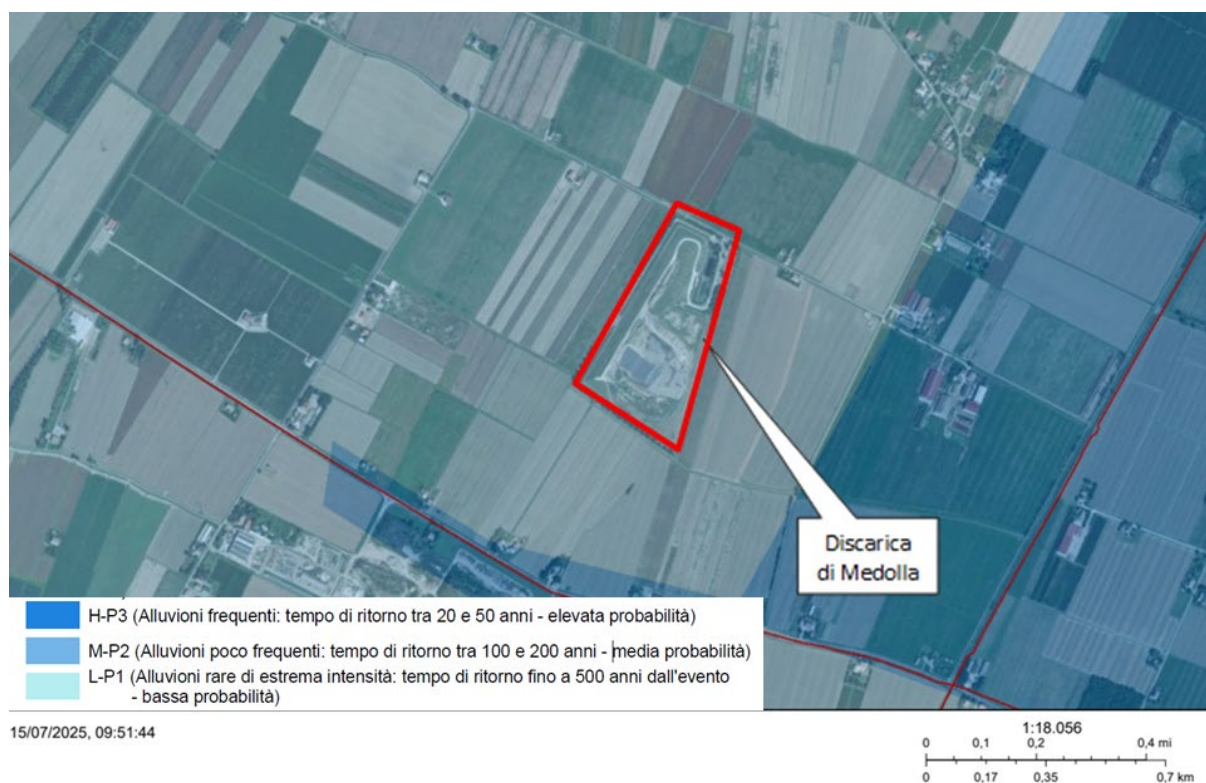 Discarica
di Medolla
H-P3 (Alluvioni frequenti: tempo di ritorno tra 20 e 50 anni - elevata probabilità)
M-P2 (Alluvioni poco frequenti: tempo di ritorno tra 100 e 200 anni - media probabilità)
L-P1 (Alluvioni rare di estrema intensità: tempo di ritorno fino a 500 anni dall'evento
- bassa probabilità)
15/07/2025, 09:51:44
1:18.056
0 0,1 0,2 0,4 mi
0 0,17 0,35 0,7 km